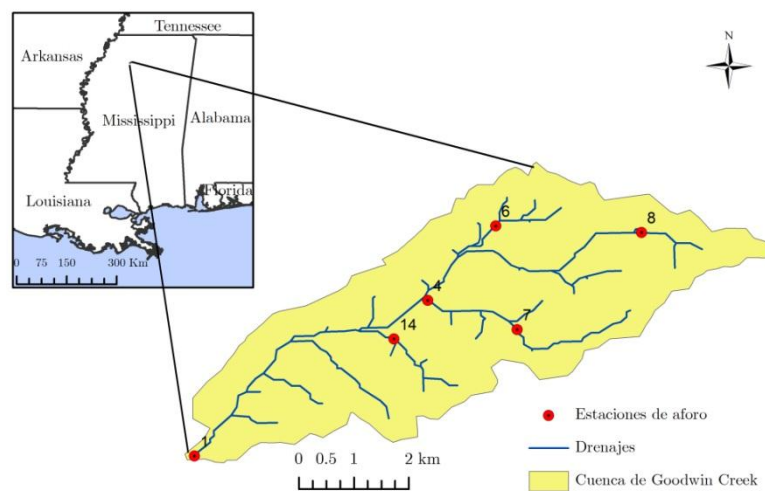 Tennessee
Arkansas
Mississippi
Alabama
Louisiana
Florida
0 75 150 300 Km
N
6
8
4
7
14
1
Estaciones de aforo
Drenajes
0 0.5 1 2 km
Cuenca de Goodwin Creek